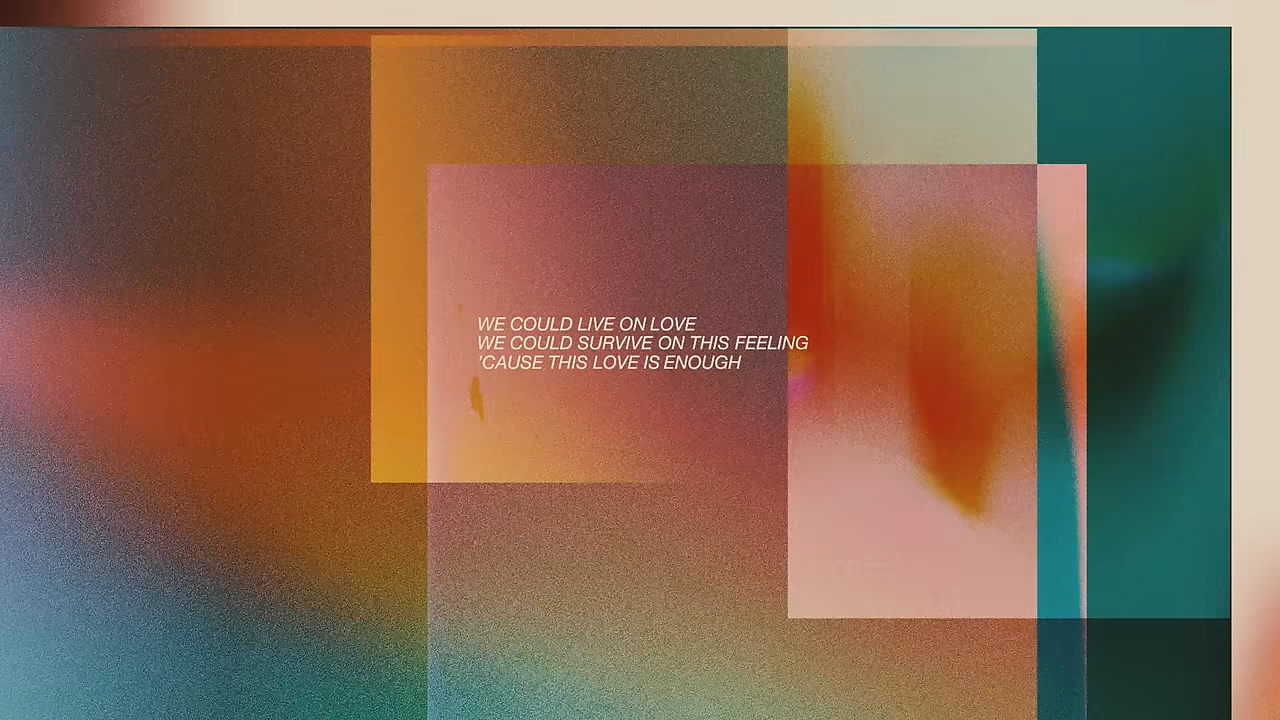 WE COULD LIVE ON LOVE
WE COULD SURVIVE ON THIS FEELING
’CAUSE THIS LOVE IS ENOUGH